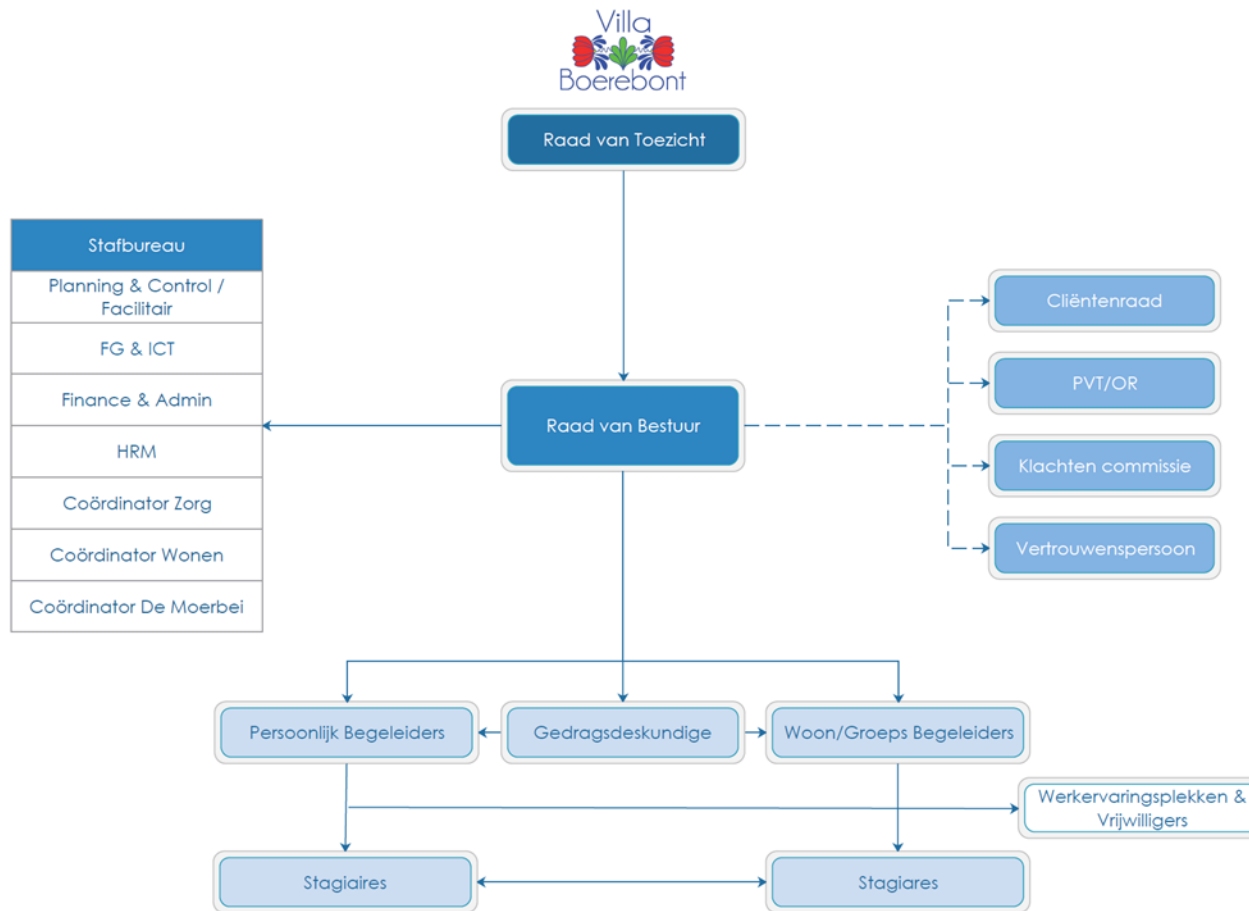 Villa
Boerebont
Raad van Toezicht
Stafbureau
Planning & Control /
Facilitair
FG & ICT
Finance & Admin
HRM
Coördinator Zorg
Coördinator Wonen
Coördinator De Moerbei
Raad van Bestuur
Cliëntenraad
PVT/OR
Klachten commissie
Vertrouwenspersoon
Persoonlijk Begeleiders
Gedragsdeskundige
Woon/Groeps Begeleiders
Werkervaringsplekken &
Vrijwilligers
Stagiaires
Stagiares